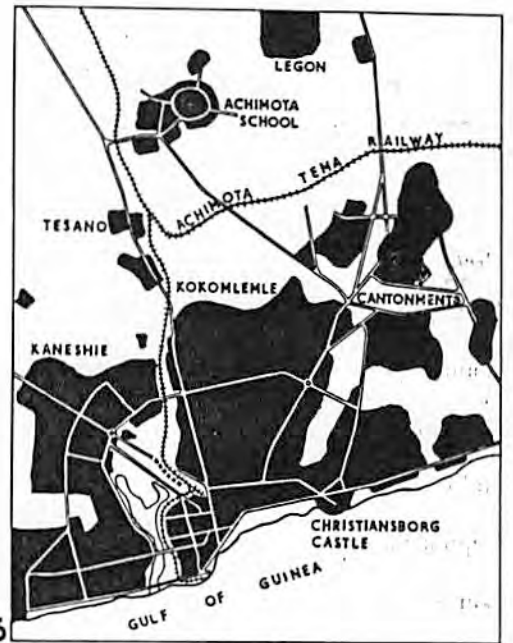 LEGON
ACHIMOTA
SCHOOL
ACHIMOTA TEMA RAILWAY
TESANO
KOKOMLEMLE
CANTONMENTS
KANESHIE
CHRISTIANSBORG
CASTLE
GULF OF GUINEA